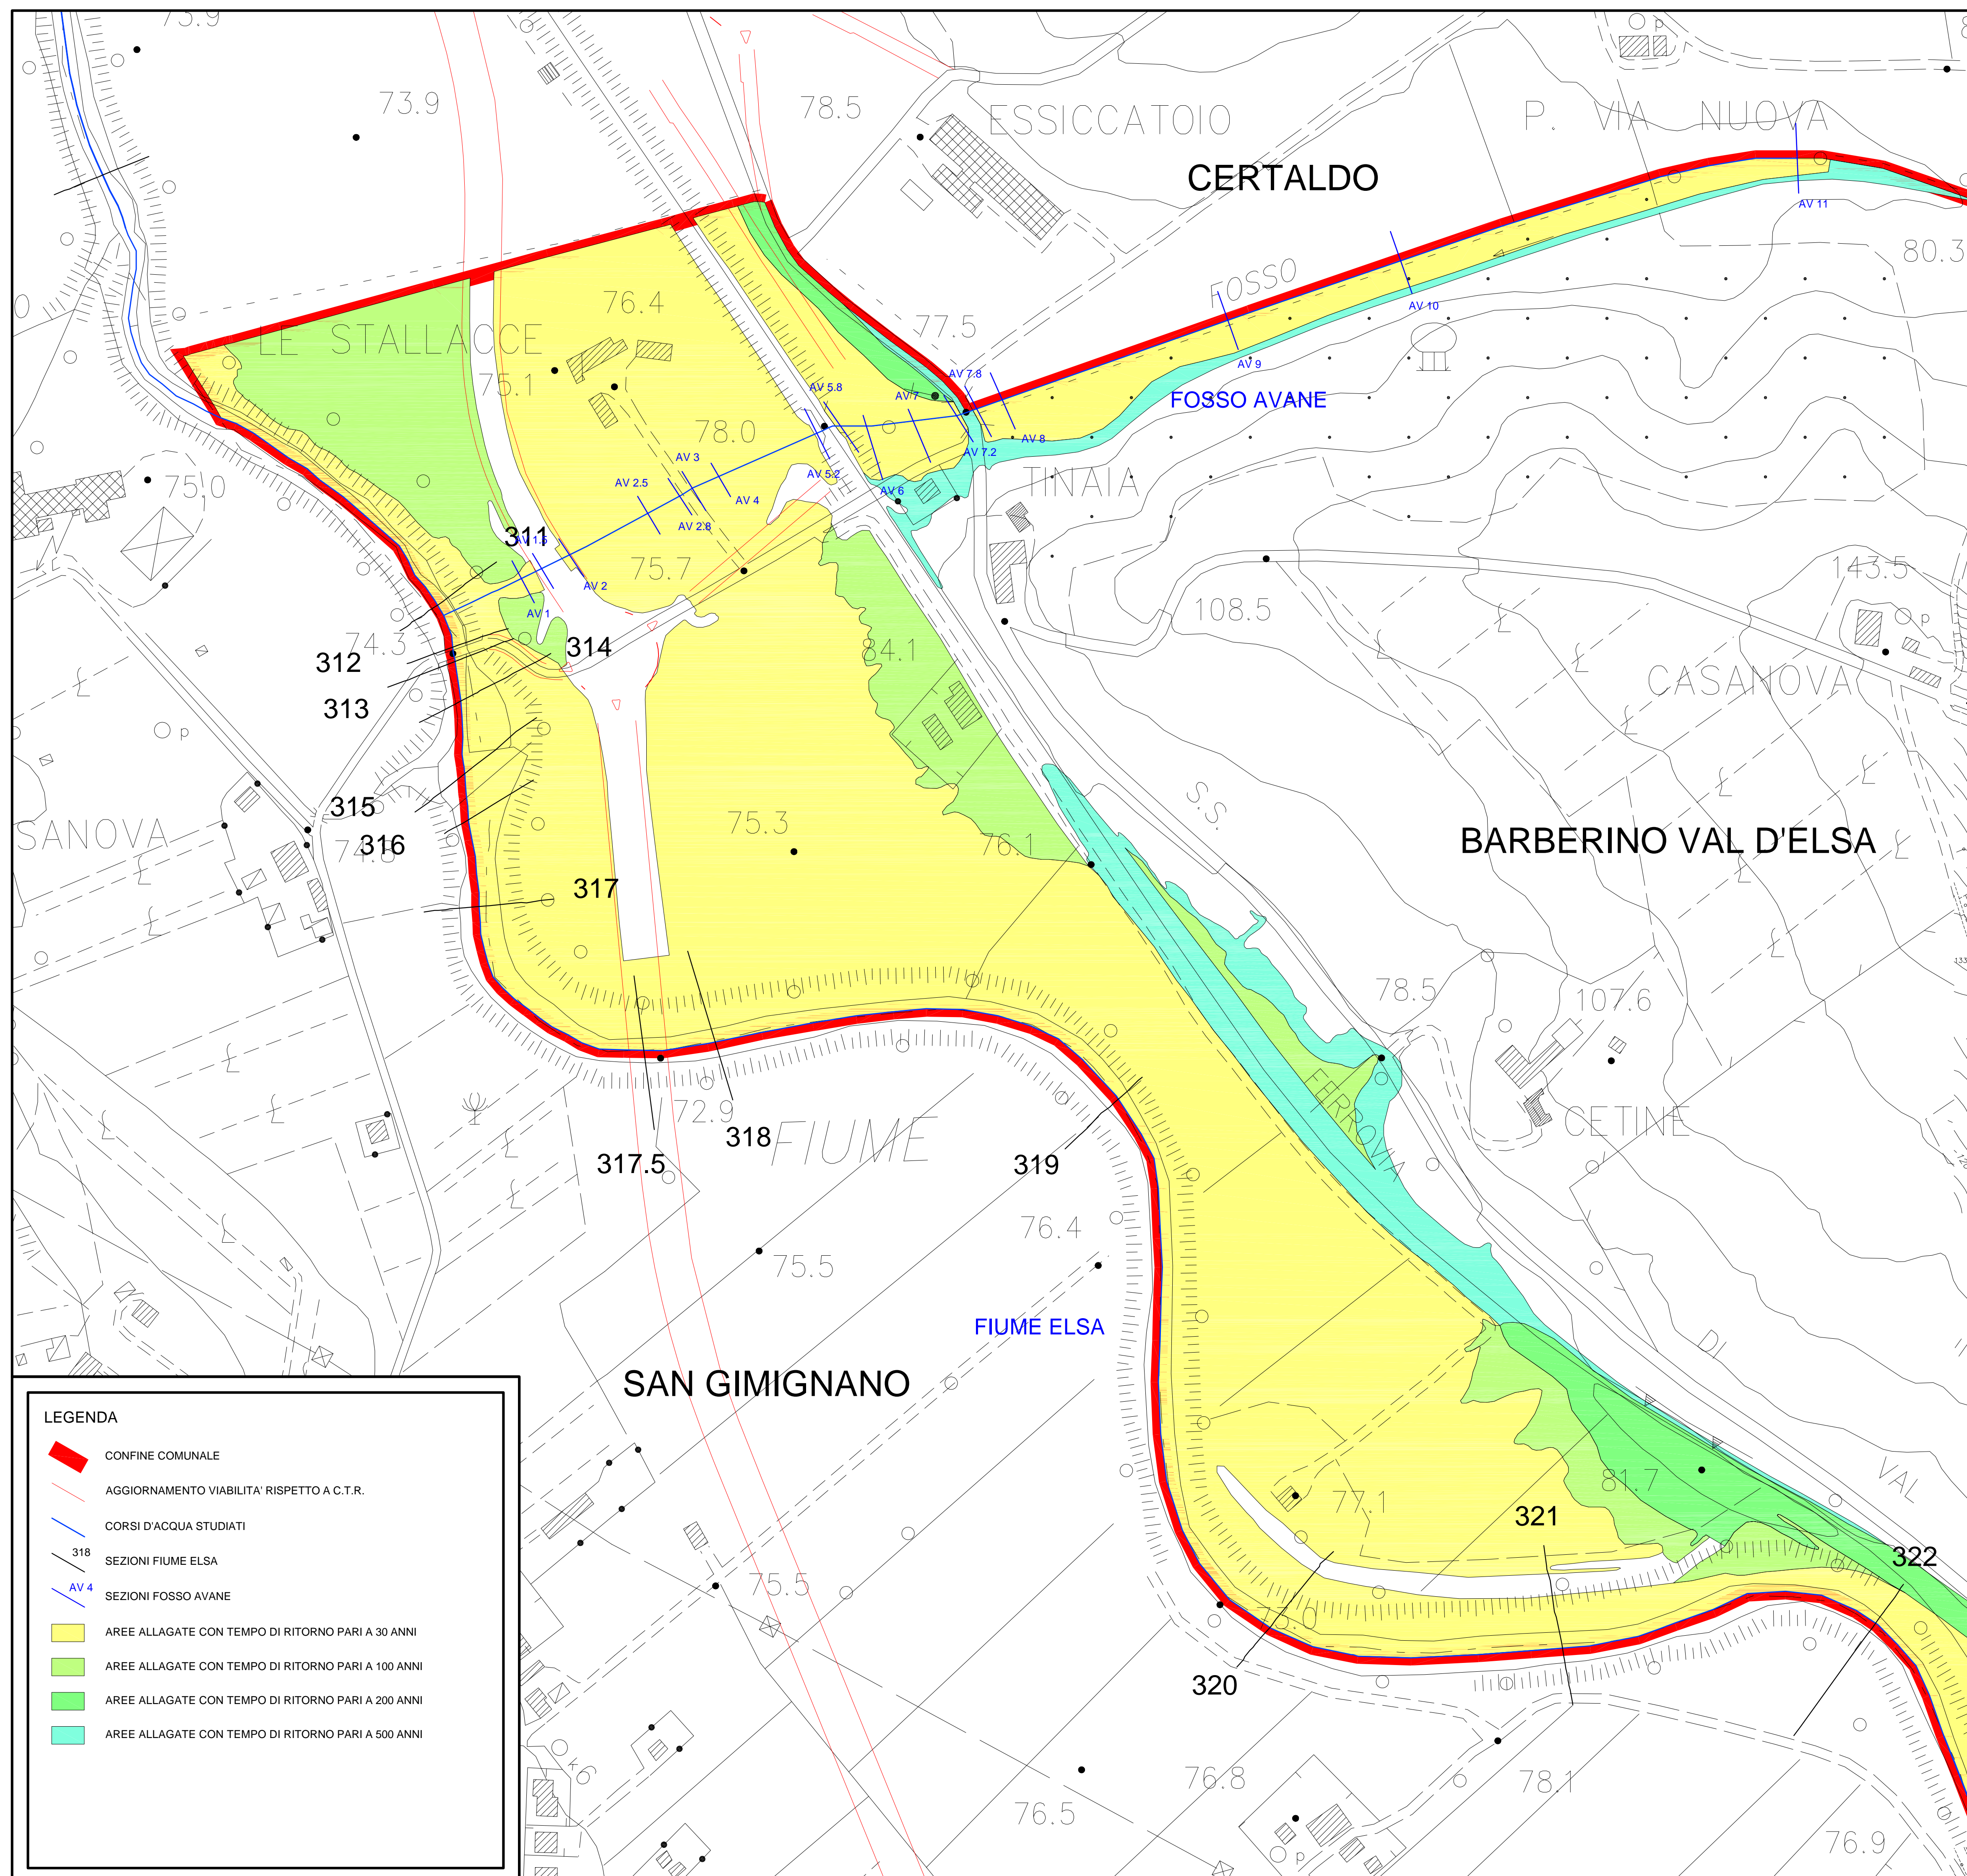 73.9
73.9
78.5
ESSICCATOIO
P. VIA NUOVA
p
CERTALDO
AV 11
80.3
FOSSO
AV 10
76.4
77.5
LE STALLACCE
75.1
AV 9
AV 7.8
AV 5.8
AV 7
FOSSO AVANE
78.0
AV 8
AV 7.2
AV 3
TINAIA
75.0
AV 2.5
AV 5.2
AV 6
AV 4
AV 2.8
311
AV 1.5
75.7
143.5
AV 2
AV 1
108.5
p
74.3
312
314
84.1
CASANOVA
313
p
S.S.
315
75.3
SANOVA
316
76.1
BARBERINO VAL D'ELSA
317
78.5
107.6
72.9
FERROVIA
318
FIUME
CETINE
317.5
319
76.4
75.5
FIUME ELSA
DI
SAN GIMIGNANO
81.7
VAL
77.1
321
322
75.5
73.0
320
76.8
78.1
76.5
76.9
p
LEGENDA
CONFINE COMUNALE
AGGIORNAMENTO VIABILITA' RISPETTO A C.T.R.
CORSI D'ACQUA STUDIATI
318 SEZIONI FIUME ELSA
AV 4 SEZIONI FOSSO AVANE
AREE ALLAGATE CON TEMPO DI RITORNO PARI A 30 ANNI
AREE ALLAGATE CON TEMPO DI RITORNO PARI A 100 ANNI
AREE ALLAGATE CON TEMPO DI RITORNO PARI A 200 ANNI
AREE ALLAGATE CON TEMPO DI RITORNO PARI A 500 ANNI